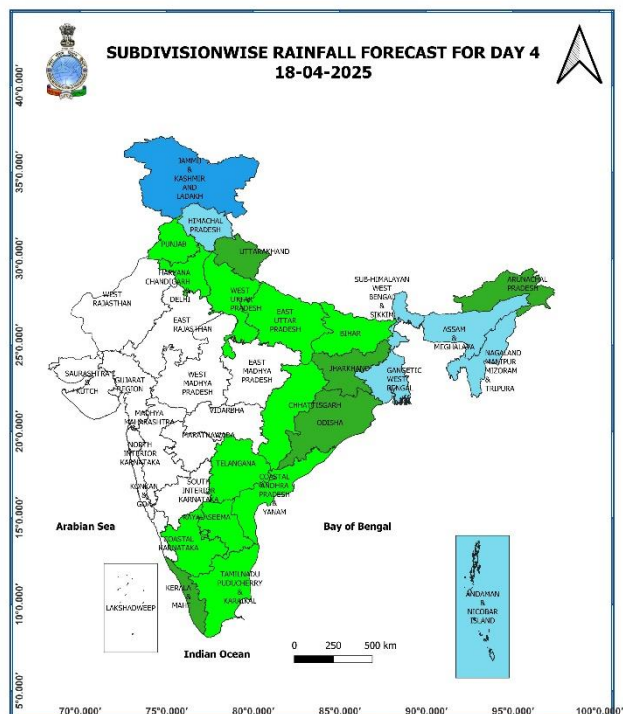 SUBDIVISIONWISE RAINFALL FORECAST FOR DAY 4
18-04-2025
40°0.000'
35°0.000'
30°0.000'
25°0.000'
20°0.000'
15°0.000'
10°0.000'
5°0.000'
JAMMU
&
KASHMIR
AND
LADAKH
HIMACHAL
PRADESH
PUNJAB
UTTARAKHAND
HARYANA
CHANDIGARH
DELHI
WEST
UTTAR
PRADESH
WEST
RAJASTHAN
EAST
RAJASTHAN
EAST
UTTAR
PRADESH
BIHAR
SUB-HIMALAYAN
WEST
BENGAL
&
SIKKIM
ARUNACHAL
PRADESH
ASSAM
&
MEGHALAYA
NAGALAND
MANIPUR
MIZORAM
&
TRIPURA
SAURASHTRA
&
KUTCH
GUJARAT
REGION
WEST
MADHYA
PRADESH
EAST
MADHYA
PRADESH
JHARKHAND
GANGETIC
WEST
BENGAL
CHHATTISGARH
ODISHA
VIDARBHA
MADHYA
MAHARASHTRA
MARATHAWADA
NORTH
INTERIOR
KARNATAKA
KONKAN
&
GOA
TELANGANA
SOUTH
INTERIOR
KARNATAKA
COASTAL
ANDHRA
PRADESH
&
YANAM
RAYALASEEMA
COASTAL
KARNATAKA
Arabian Sea
Bay of Bengal
LAKSHADWEEP
KERALA
&
MAHE
TAMILNADU
PUDUCHERRY
&
KARAIKAL
ANDAMAN
&
NICOBAR
ISLAND
Indian Ocean
0 250 500 km
70°0.000' 75°0.000' 80°0.000' 85°0.000' 90°0.000' 95°0.000' 100°0.000'